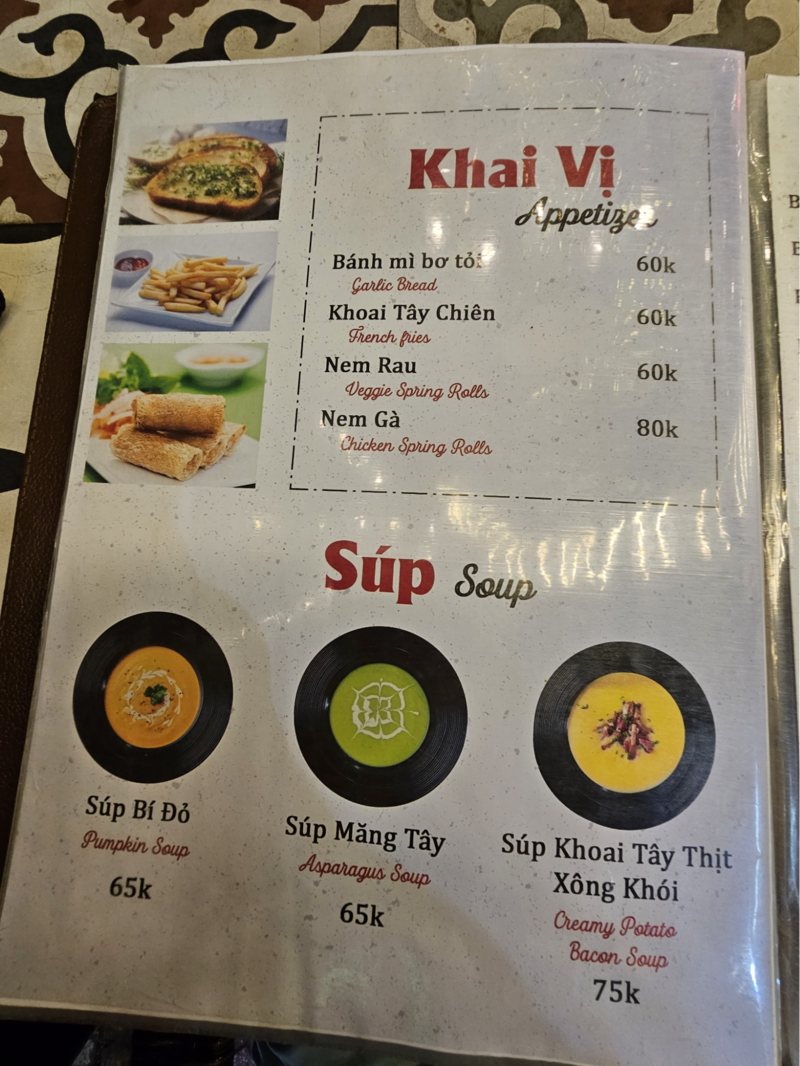 Khai Vị
Appetizer
Bánh mì bơ tỏi 60k
Garlic Bread
Khoai Tây Chiên 60k
French fries
Nem Rau 60k
Veggie Spring Rolls
Nem Gà 80k
Chicken Spring Rolls
Súp Soup
Súp Bí Đỏ
Pumpkin Soup
65k
Súp Măng Tây
Asparagus Soup
65k
Súp Khoai Tây Thịt
Xông Khói
Creamy Potato
Bacon Soup
75k